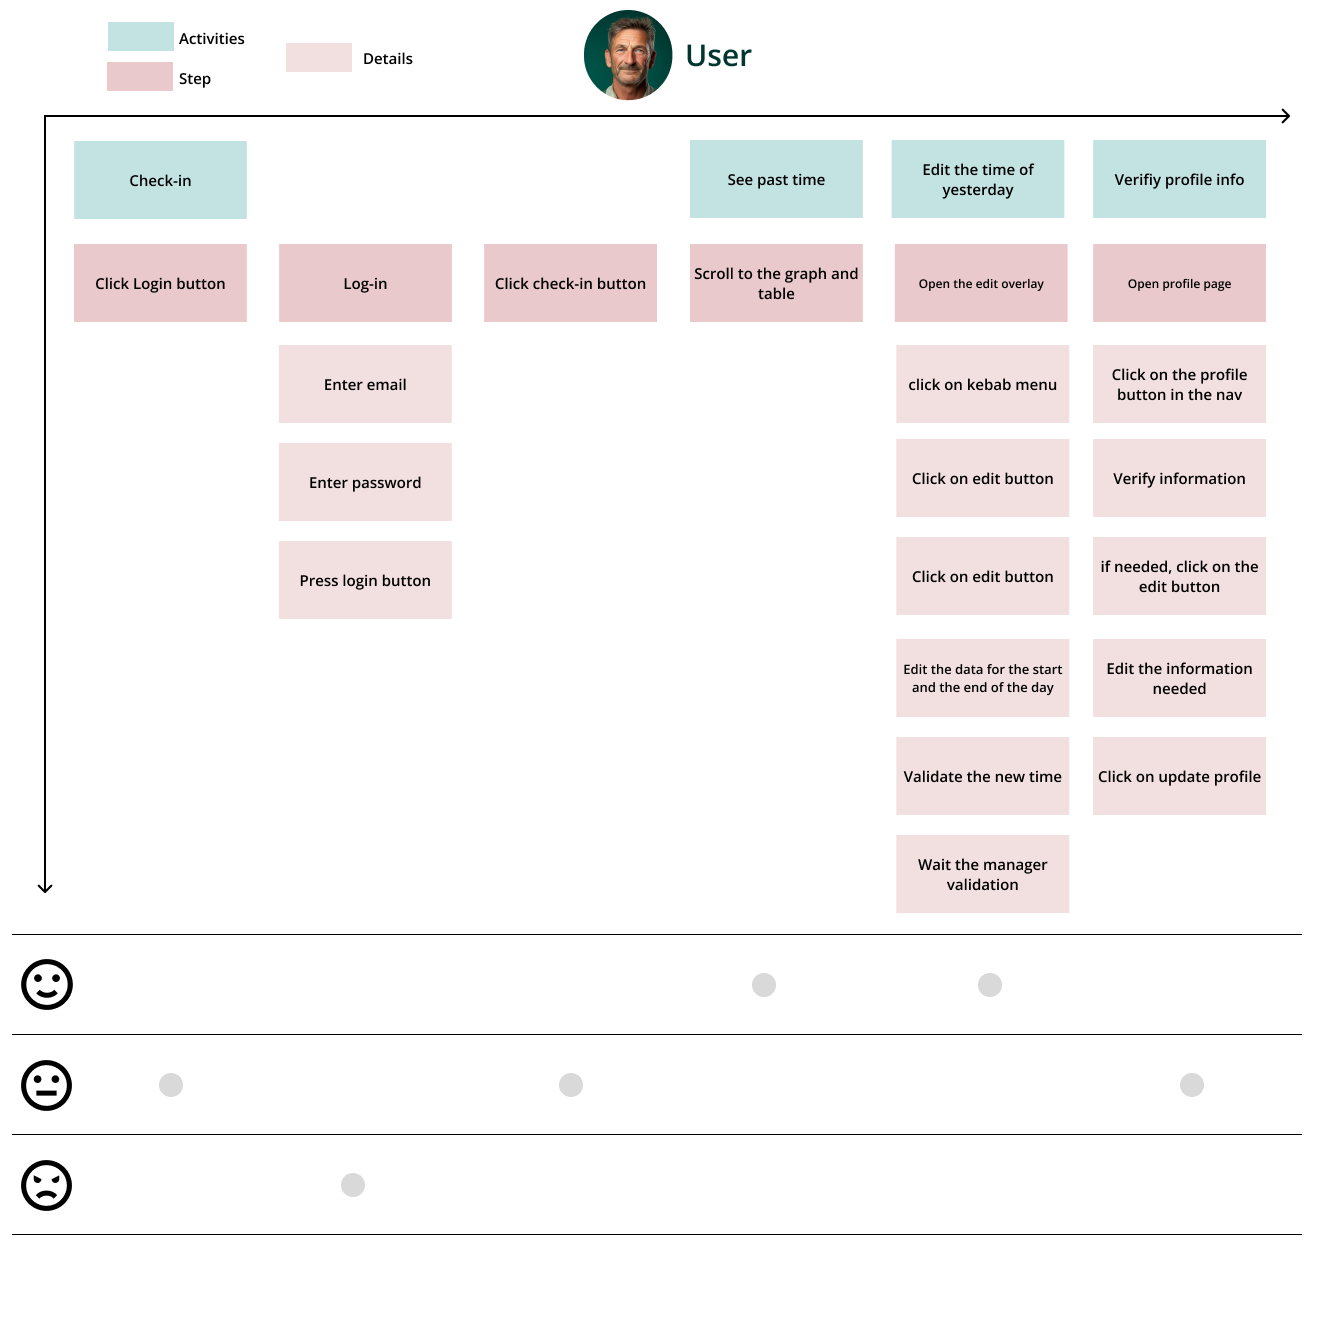 Activities
Step
Details
User
Check-in
See past time
Edit the time of
yesterday
Verifiy profile info
Click Login button
Log-in
Click check-in button
Scroll to the graph and
table
Open the edit overlay
Open profile page
Enter email
click on kebab menu
Click on the profile
button in the nav
Enter password
Click on edit button
Verify information
Press login button
Click on edit button
if needed, click on the
edit button
Edit the data for the start
and the end of the day
Edit the information
needed
Validate the new time
Click on update profile
Wait the manager
validation